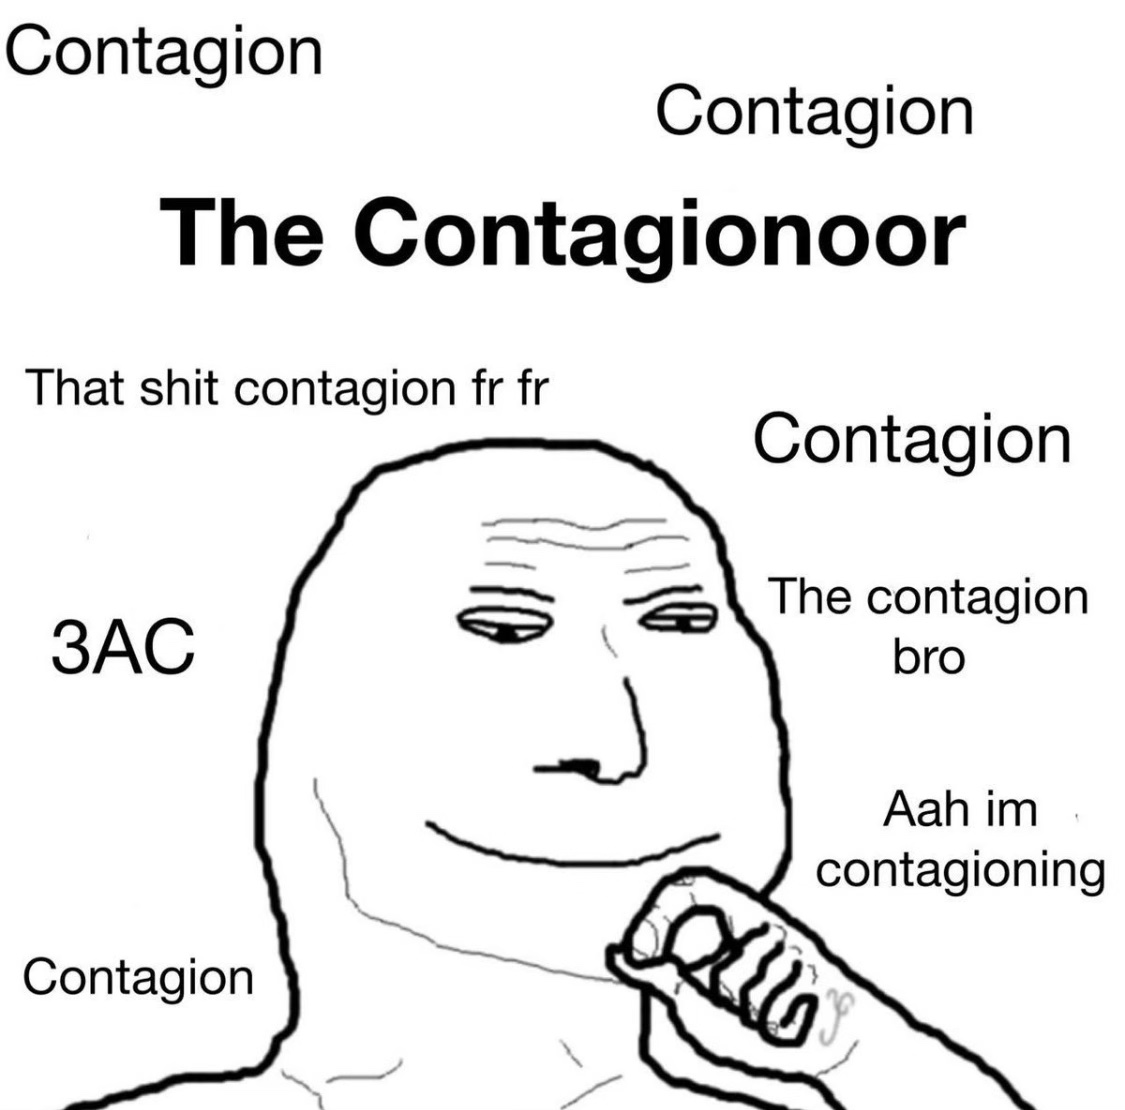 Contagion
Contagion
The Contagionoor
That shit contagion fr fr
Contagion
The contagion
bro
3AC
Aah im
contagioning
Contagion